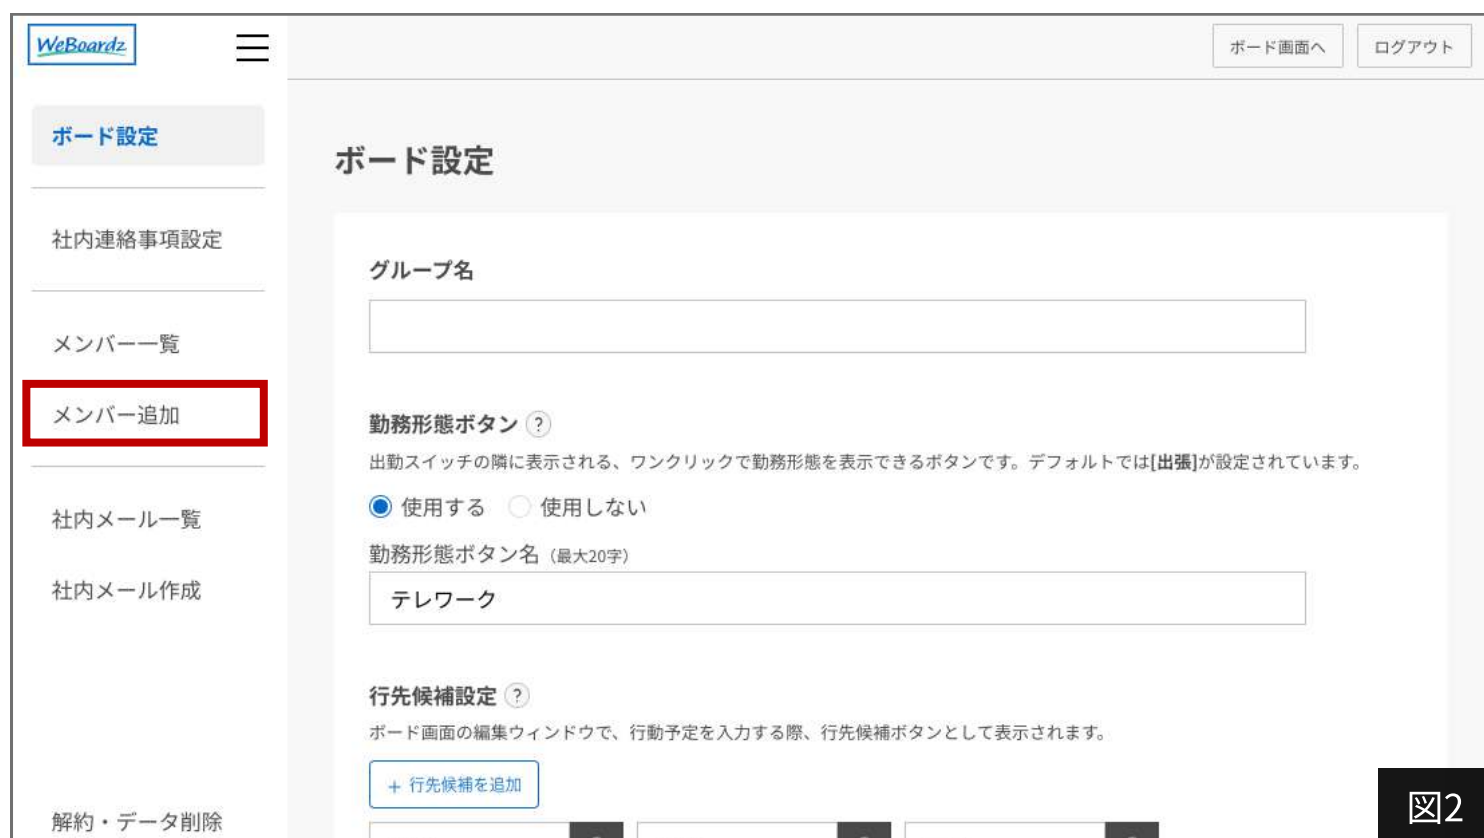 WeBoardz
ボード画面へ
ログアウト
ボード設定
社内連絡事項設定
メンバー一覧
メンバー追加
社内メール一覧
社内メール作成
解約・データ削除
ボード設定
グループ名
勤務形態ボタン ?
出勤スイッチの隣に表示される、ワンクリックで勤務形態を表示できるボタンです。デフォルトでは[出張]が設定されています。
使用する 使用しない
勤務形態ボタン名（最大20字）
テレワーク
行先候補設定 ?
ボード画面の編集ウィンドウで、行動予定を入力する際、行先候補ボタンとして表示されます。
+ 行先候補を追加
図2